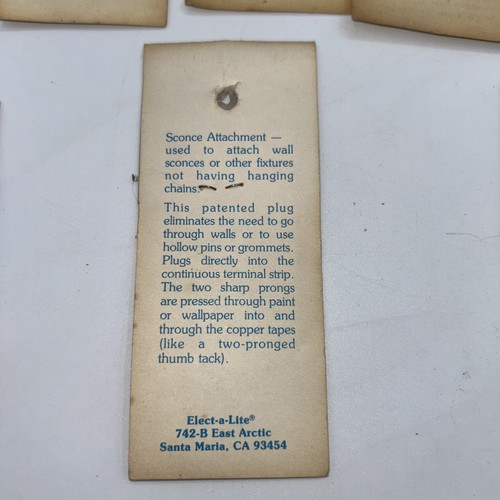 Sconce Attachment —
used to attach wall
sconces or other fixtures
not having hanging
chains.
This patented plug
eliminates the need to go
through walls or to use
hollow pins or grommets.
Plugs directly into the
continuous terminal strip.
The two sharp prongs
are pressed through paint
or wallpaper into and
through the copper tapes
(like a two-pronged
thumb tack).
Elect-a-Lite®
742-B East Arctic
Santa Maria, CA 93454